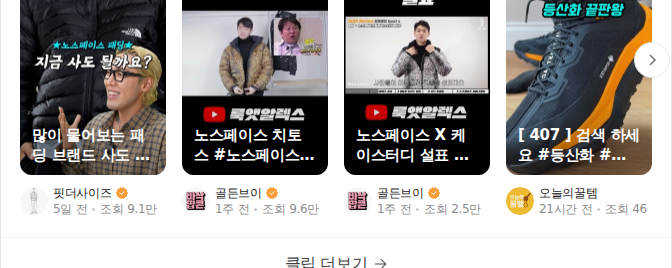 ★노스페이스 패딩★
지금 사도 될까요?
많이 물어보는 패
딩 브랜드 사도 ...
핏더사이즈
5일 전 · 조회 9.1만
룩앳알렉스
노스페이스 치토
스 #노스페이스...
골든브이
1주 전 · 조회 9.6만
룩앳알렉스
노스페이스 X 케
이스터디 설표 ...
골든브이
1주 전 · 조회 2.5만
등산화 끝판왕
[ 407 ] 검색 하세
요 #등산화 #...
오늘의꿀템
21시간 전 · 조회 46
클립 더보기 →